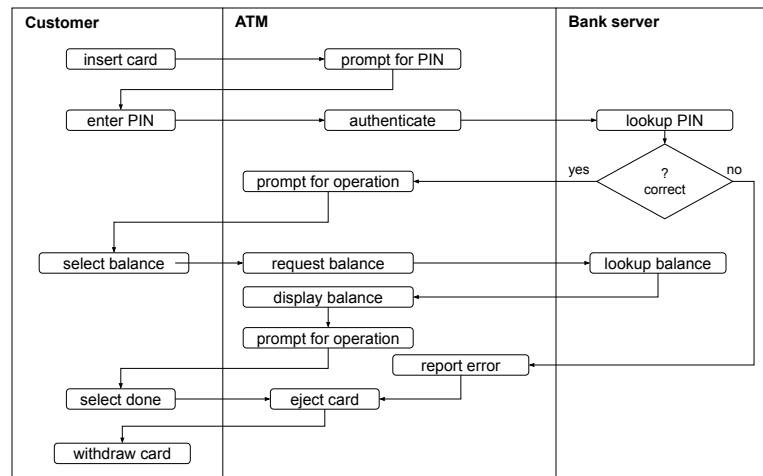 Customer
ATM
Bank server
insert card
prompt for PIN
enter PIN
authenticate
lookup PIN
yes
?
correct
no
prompt for operation
select balance
request balance
lookup balance
display balance
prompt for operation
report error
select done
eject card
withdraw card